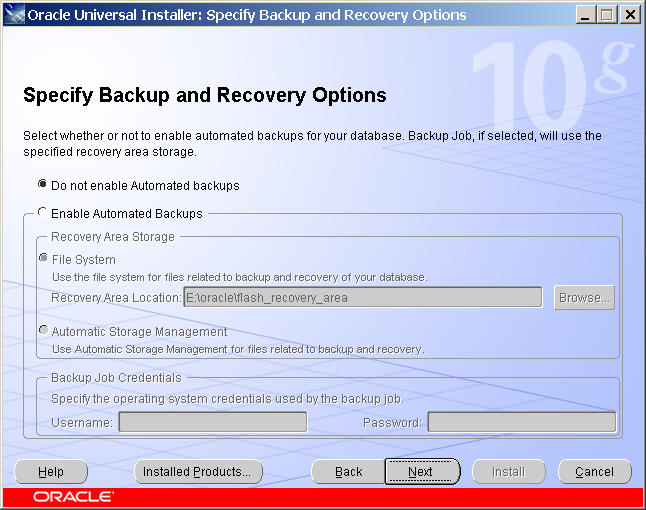 Oracle Universal Installer: Specify Backup and Recovery Options
10g
Specify Backup and Recovery Options
Select whether or not to enable automated backups for your database. Backup Job, if selected, will use the
specified recovery area storage.
Do not enable Automated backups
Enable Automated Backups
Recovery Area Storage
File System
Use the file system for files related to backup and recovery of your database.
Recovery Area Location: E:\oracle\flash_recovery_area Browse...
Automatic Storage Management
Use Automatic Storage Management for files related to backup and recovery.
Backup Job Credentials
Specify the operating system credentials used by the backup job.
Username: Password:
Help Installed Products... Back Next Install Cancel
ORACLE®